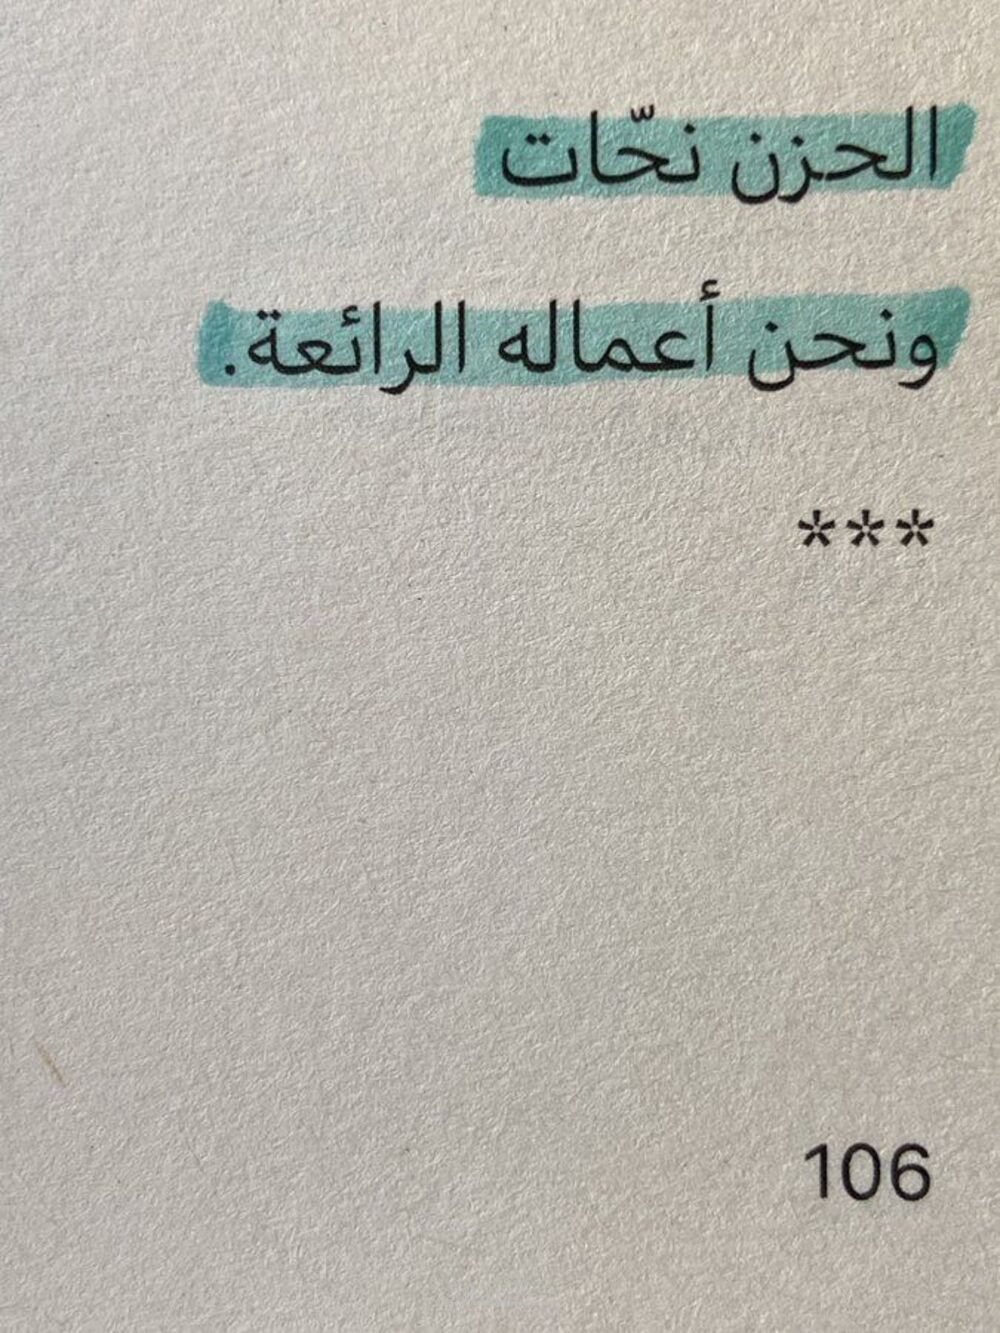 الحزن نحّات
ونحن أعماله الرائعة.
***
106